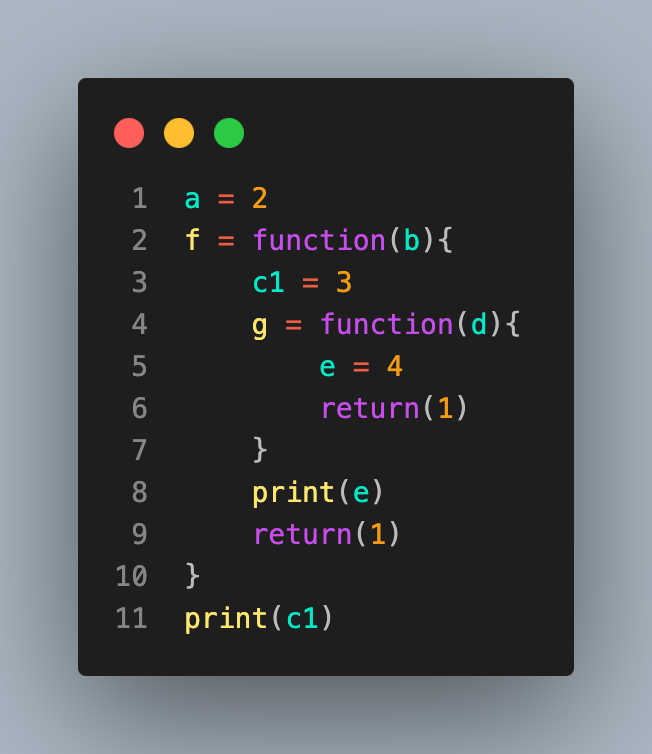 1 a = 2
2 f = function(b){
3     c1 = 3
4     g = function(d){
5         e = 4
6         return(1)
7     }
8     print(e)
9     return(1)
10 }
11 print(c1)